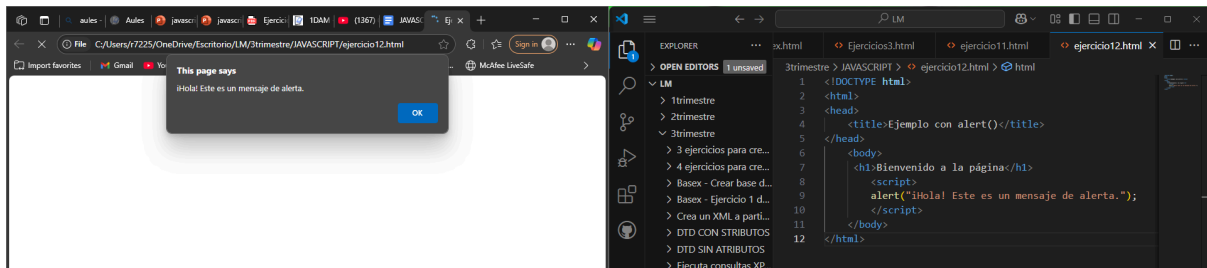 aules -
Aules
javascri
javascri
Ejercici
1DAM
(1367)
JAVASC
Ej
File C:/Users/r7225/OneDrive/Escritorio/LM/3trimestre/JAVASCRIPT/ejercicio12.html
Sign in
Import favorites
Gmail
Yo
McAfee LiveSafe
This page says
iHola! Este es un mensaje de alerta.
OK
LM
EXPLORER
ex.html
Ejercicios3.html
ejercicio11.html
ejercicio12.html
OPEN EDITORS 1 unsaved
3trimestre > JAVASCRIPT > ejercicio12.html > html
LM
1trimestre
2trimestre
3trimestre
3 ejercicios para cre...
4 ejercicios para cre...
Basex - Crear base d...
Basex - Ejercicio 1 d...
Crea un XML a parti...
DTD CON STRIBUTOS
DTD SIN ATRIBUTOS
Ejecuta consultas XP
1 <!DOCTYPE html>
2 <html>
3 <head>
4 <title>Ejemplo con alert()</title>
5 </head>
6 <body>
7 <h1>Bienvenido a la página</h1>
8 <script>
9 alert("iHola! Este es un mensaje de alerta.");
10 </script>
11 </body>
12 </html>